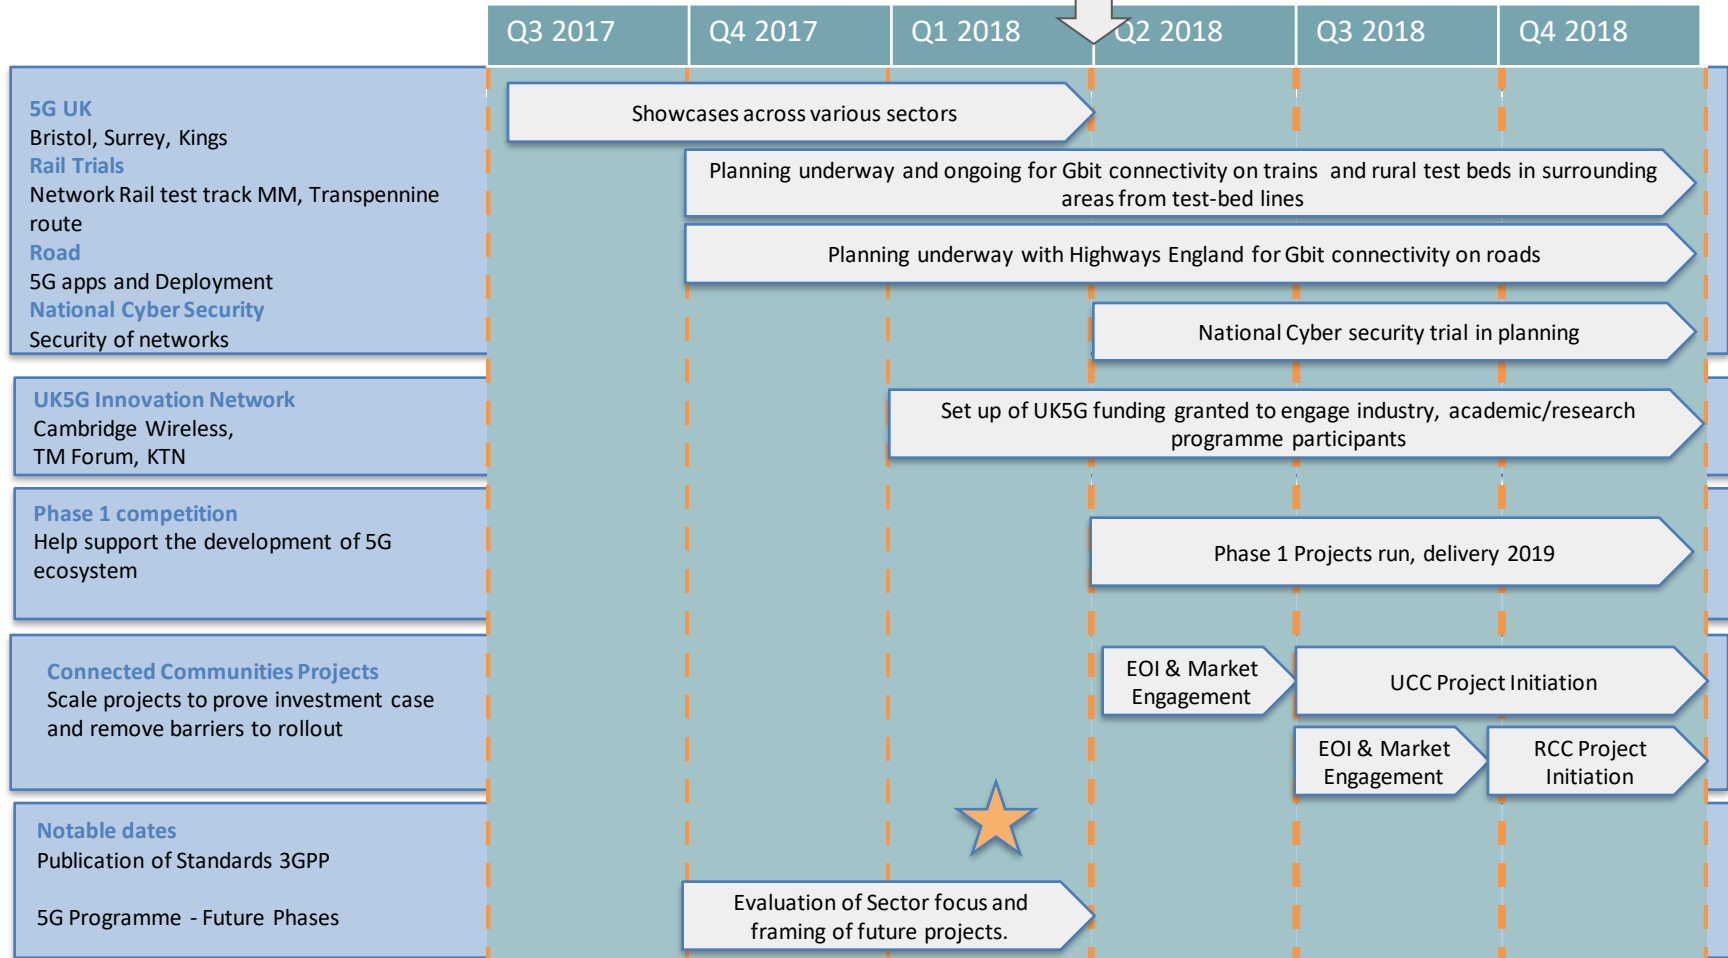 Q3 2017
Q4 2017
Q1 2018
Q2 2018
Q3 2018
Q4 2018
5G UK
Bristol, Surrey, Kings
Rail Trials
Network Rail test track MM, Transpennine
route
Road
5G apps and Deployment
National Cyber Security
Security of networks
Showcases across various sectors
Planning underway and ongoing for Gbit connectivity on trains and rural test beds in surrounding
areas from test-bed lines
Planning underway with Highways England for Gbit connectivity on roads
National Cyber security trial in planning
UK5G Innovation Network
Cambridge Wireless,
TM Forum, KTN
Set up of UK5G funding granted to engage industry, academic/research
programme participants
Phase 1 competition
Help support the development of 5G
ecosystem
Phase 1 Projects run, delivery 2019
Connected Communities Projects
Scale projects to prove investment case
and remove barriers to rollout
EOI & Market
Engagement
UCC Project Initiation
EOI & Market
Engagement
RCC Project
Initiation
Notable dates
Publication of Standards 3GPP
5G Programme - Future Phases
Evaluation of Sector focus and
framing of future projects.